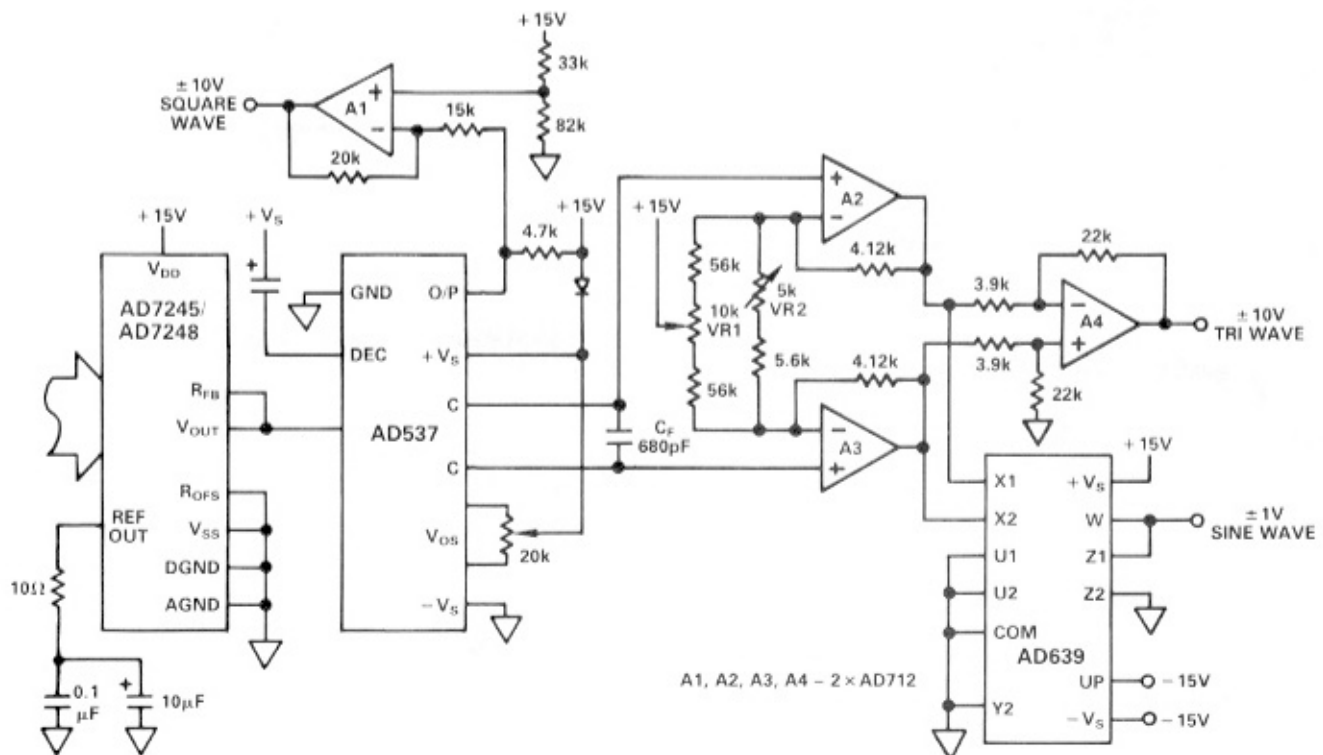 +15V
33k
± 10V
SQUARE
WAVE
A1
+
−
15k
82k
20k
+15V
+V_S
+15V
4.7k
V_DD
AD7245/
AD7248
GND
O/P
DEC
+V_S
R_FB
V_OUT
AD537
C
C_F
680pF
C
R_OFS
REF
OUT
V_SS
V_OS
20k
DGND
10Ω
AGND
−V_S
0.1
µF
+
10µF
+15V
56k
10k
VR1
56k
5k
VR2
5.6k
+
A2
−
4.12k
4.12k
−
A3
+
22k
3.9k
−
A4
+
3.9k
22k
± 10V
TRI WAVE
+15V
X1
+V_S
X2
W
± 1V
SINE WAVE
U1
Z1
U2
Z2
COM
AD639
UP
−15V
Y2
−V_S
−15V
A1, A2, A3, A4 – 2 × AD712